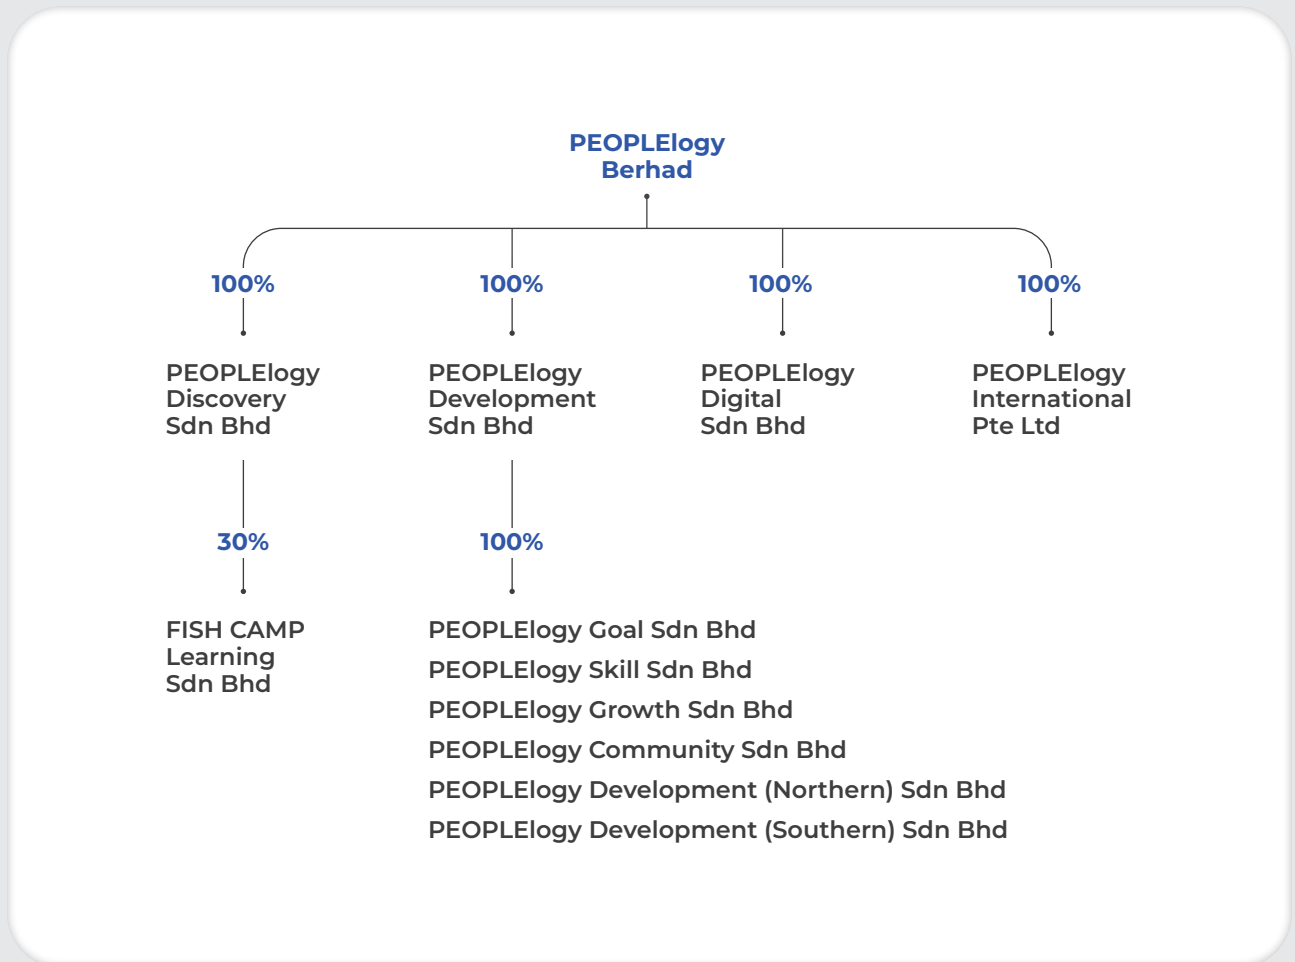 PEOPLElogy
Berhad
100%
100%
100%
100%
PEOPLElogy
Discovery
Sdn Bhd
PEOPLElogy
Development
Sdn Bhd
PEOPLElogy
Digital
Sdn Bhd
PEOPLElogy
International
Pte Ltd
30%
100%
FISH CAMP
Learning
Sdn Bhd
PEOPLElogy Goal Sdn Bhd
PEOPLElogy Skill Sdn Bhd
PEOPLElogy Growth Sdn Bhd
PEOPLElogy Community Sdn Bhd
PEOPLElogy Development (Northern) Sdn Bhd
PEOPLElogy Development (Southern) Sdn Bhd